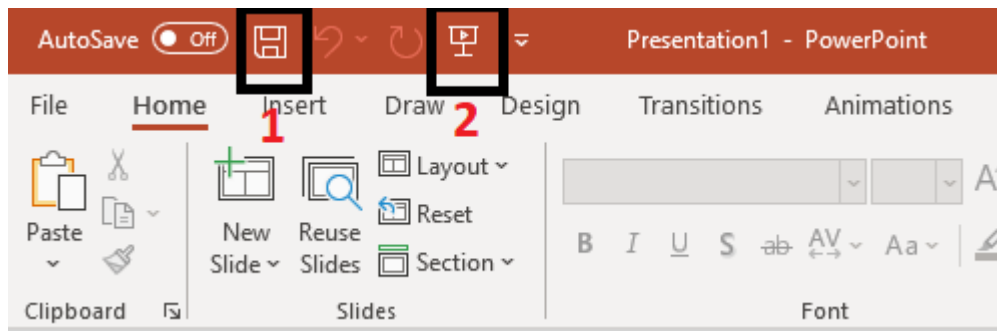 AutoSave Off Presentation1 - PowerPoint
File Home Insert Draw Design Transitions Animations
1 2
Layout
Reset
Paste New Reuse B I U S ab AV Aa
Slide Slides Section
Clipboard Slides Font